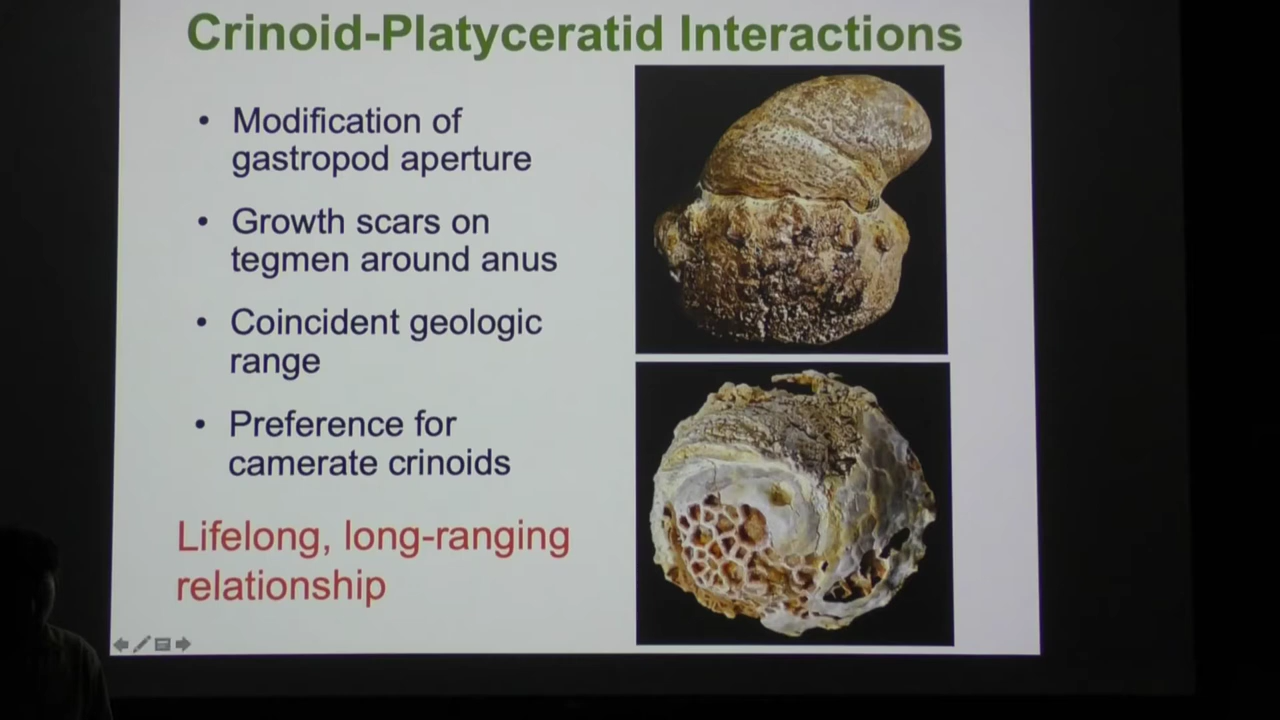 Crinoid-Platyceratid Interactions
• Modification of
gastropod aperture
• Growth scars on
tegmen around anus
• Coincident geologic
range
• Preference for
camerate crinoids
Lifelong, long-ranging
relationship